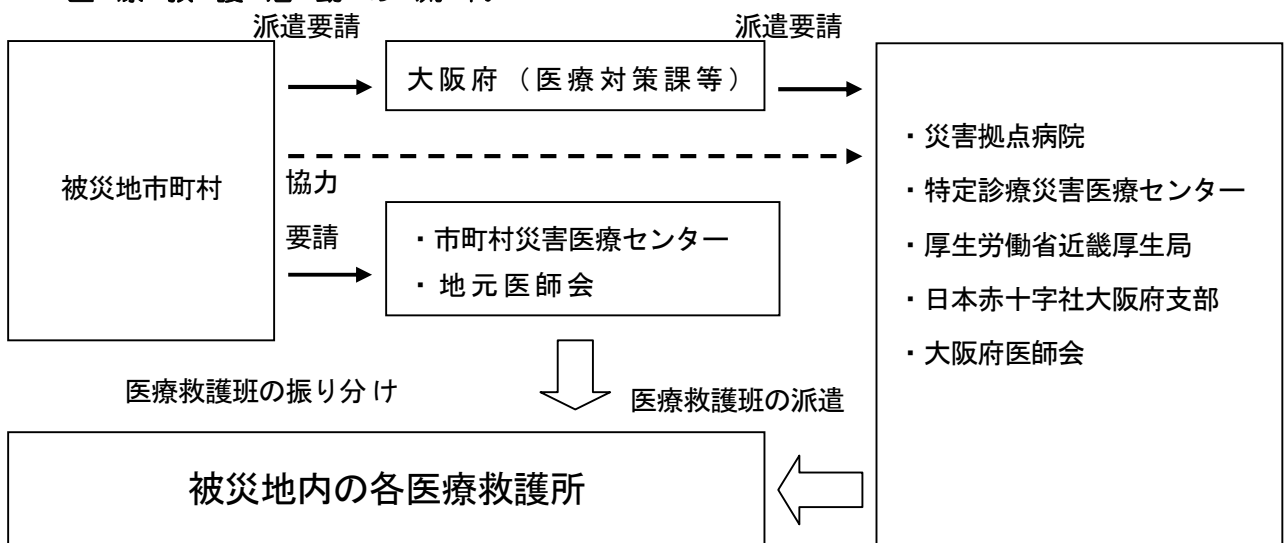 派遣要請
派遣要請
大阪府（医療対策課等）
被災地市町村
協力
要請
・市町村災害医療センター
・地元医師会
・災害拠点病院
・特定診療災害医療センター
・厚生労働省近畿厚生局
・日本赤十字社大阪府支部
・大阪府医師会
医療救護班の振り分け
医療救護班の派遣
被災地内の各医療救護所